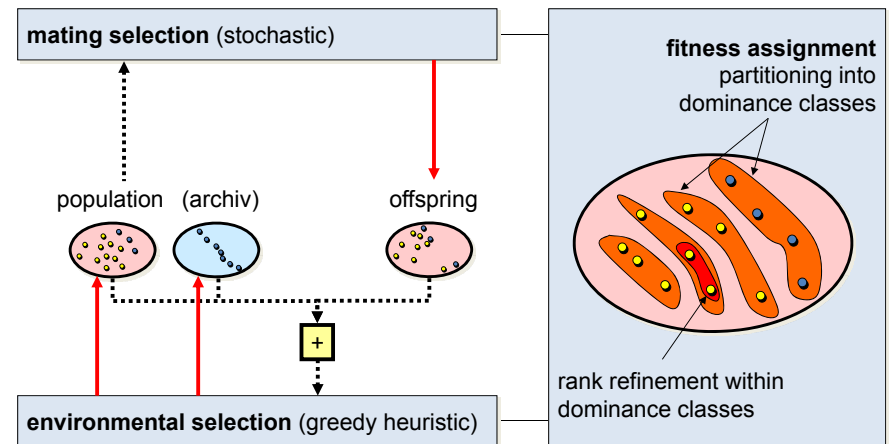 mating selection (stochastic)
fitness assignment
partitioning into
dominance classes
population
(archiv)
offspring
+
rank refinement within
dominance classes
environmental selection (greedy heuristic)